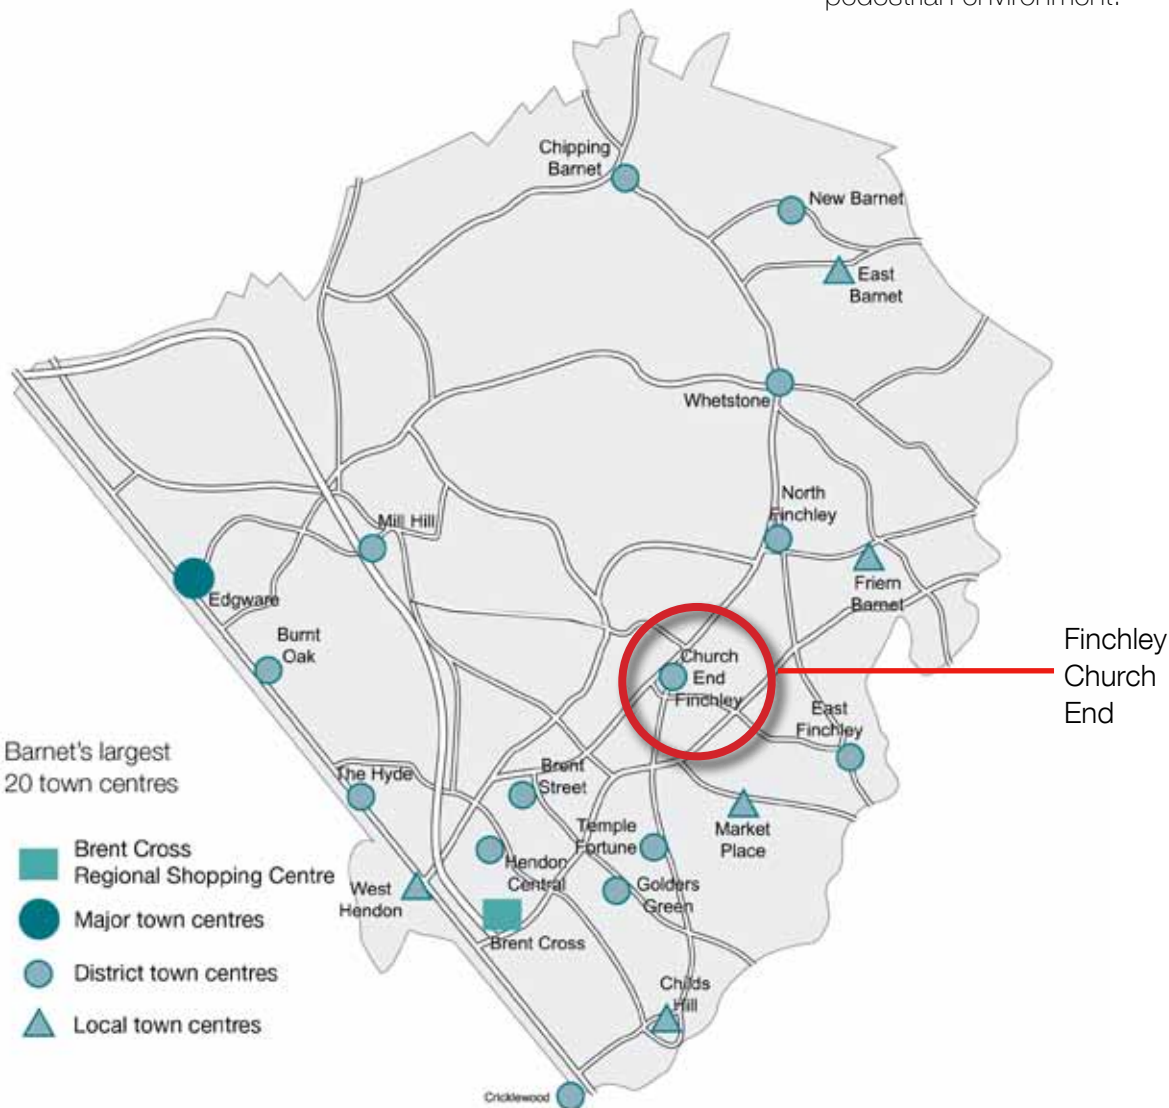 pedestrian environment.
Chipping
Barnet
New Barnet
East
Barnet
Whetstone
North
Finchley
Mill Hill
Friern
Barnet
Edgware
Burnt
Oak
Church
End
Finchley
Finchley
Church
End
East
Finchley
Barnet's largest
20 town centres
The Hyde
Brent
Street
Market
Place
Temple
Fortune
Brent Cross
Regional Shopping Centre
Hendon
Central
West
Hendon
Golders
Green
Major town centres
Brent Cross
District town centres
Childs
Hill
Local town centres
Cricklewood